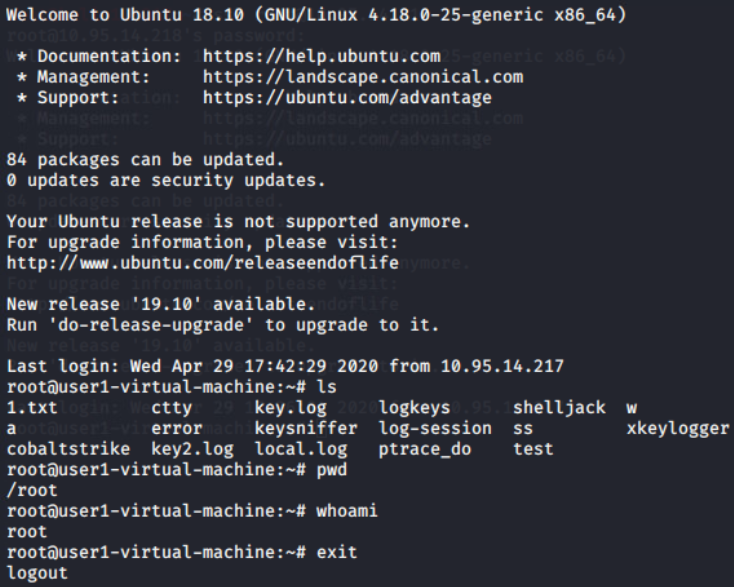 Welcome to Ubuntu 18.10 (GNU/Linux 4.18.0-25-generic x86_64)
root@10.95.14.218's password:
* Documentation:  https://help.ubuntu.com
* Management:     https://landscape.canonical.com
* Support:        https://ubuntu.com/advantage
84 packages can be updated.
0 updates are security updates.
Your Ubuntu release is not supported anymore.
For upgrade information, please visit:
http://www.ubuntu.com/releaseendoflife
New release '19.10' available.
Run 'do-release-upgrade' to upgrade to it.
Last login: Wed Apr 29 17:42:29 2020 from 10.95.14.217
root@user1-virtual-machine:~# ls
1.txt        ctty      key.log     logkeys      shelljack  w
a            error     keysniffer  log-session  ss         xkeylogger
cobaltstrike  key2.log  local.log   ptrace_do    test
root@user1-virtual-machine:~# pwd
/root
root@user1-virtual-machine:~# whoami
root
root@user1-virtual-machine:~# exit
logout